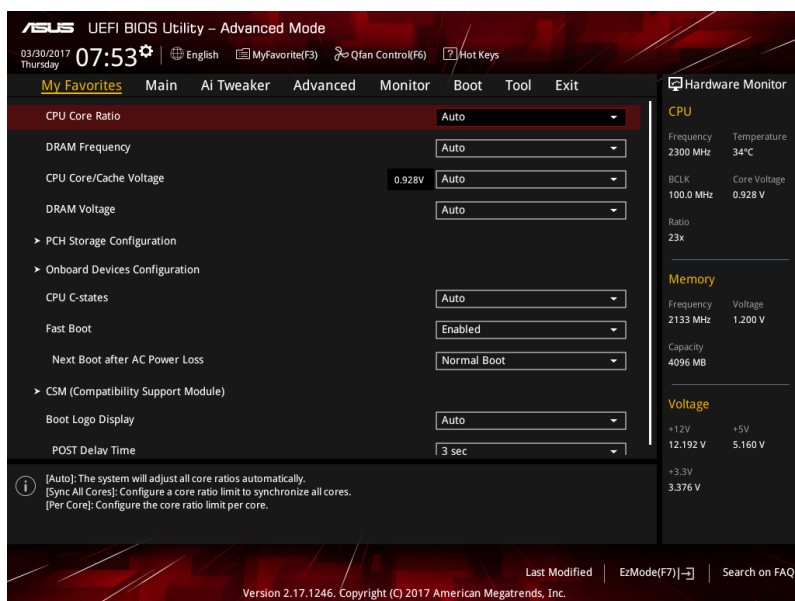 ASUS UEFI BIOS Utility – Advanced Mode
03/30/2017 Thursday 07:53 English MyFavorite(F3) Qfan Control(F6) ? Hot Keys
My Favorites Main Ai Tweaker Advanced Monitor Boot Tool Exit
CPU Core Ratio Auto
DRAM Frequency Auto
CPU Core/Cache Voltage 0.928V Auto
DRAM Voltage Auto
PCH Storage Configuration
Onboard Devices Configuration
CPU C-states Auto
Fast Boot Enabled
Next Boot after AC Power Loss Normal Boot
CSM (Compatibility Support Module)
Boot Logo Display Auto
POST Delay Time 3 sec
[Auto]: The system will adjust all core ratios automatically.
[Sync All Cores]: Configure a core ratio limit to synchronize all cores.
[Per Core]: Configure the core ratio limit per core.
Hardware Monitor
CPU
Frequency Temperature
2300 MHz 34°C
BCLK Core Voltage
100.0 MHz 0.928 V
Ratio
23x
Memory
Frequency Voltage
2133 MHz 1.200 V
Capacity
4096 MB
Voltage
+12V +5V
12.192 V 5.160 V
+3.3V
3.376 V
Last Modified EzMode(F7) Search on FAQ
Version 2.17.1246. Copyright (C) 2017 American Megatrends, Inc.